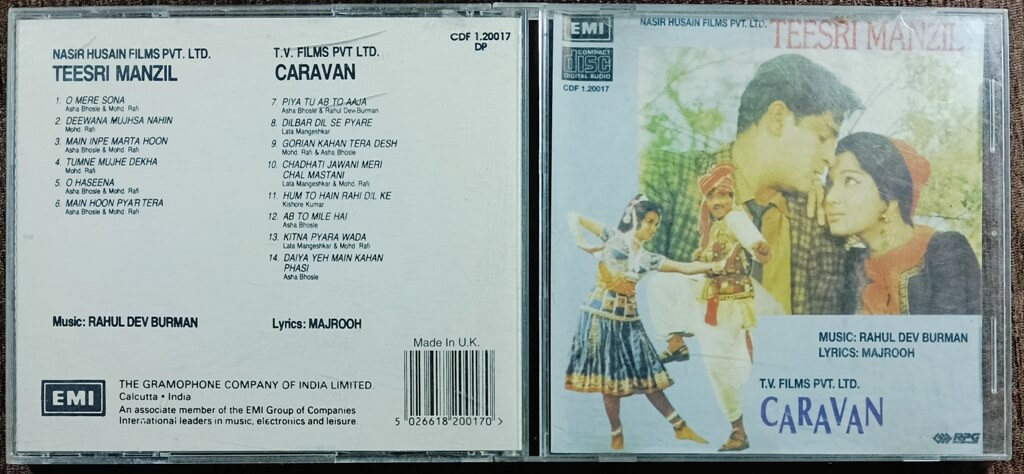 NASIR HUSAIN FILMS PVT. LTD.
TEESRI MANZIL
1. O MERE SONA
Asha Bhosle & Mohd. Rafi
2. DEEWANA MUJHSA NAHIN
Mohd. Rafi
3. MAIN INPE MARTA HOON
Asha Bhosle & Mohd. Rafi
4. TUMNE MUJHE DEKHA
Mohd. Rafi
5. O HASEENA
Asha Bhosle & Mohd. Rafi
6. MAIN HOON PYAR TERA
Asha Bhosle & Mohd. Rafi
T.V. FILMS PVT LTD.
CARAVAN
CDF 1.20017
DP
7. PIYA TU AB TO AAJA
Asha Bhosle & Rahul Dev Burman
8. DILBAR DIL SE PYARE
Lata Mangeshkar
9. GORIAN KAHAN TERA DESH
Mohd. Rafi & Asha Bhosle
10. CHADHATI JAWANI MERI
CHAL MASTANI
Lata Mangeshkar & Mohd. Rafi
11. HUM TO HAIN RAHI DIL KE
Kishore Kumar
12. AB TO MILE HAI
Asha Bhosle
13. KITNA PYARA WADA
Lata Mangeshkar & Mohd. Rafi
14. DAIYA YEH MAIN KAHAN
PHASI
Asha Bhosle
Music: RAHUL DEV BURMAN
Lyrics: MAJROOH
Made in U.K.
EMI
THE GRAMOPHONE COMPANY OF INDIA LIMITED.
Calcutta • India
An associate member of the EMI Group of Companies
International leaders in music, electronics and leisure.
5 026618 200170 >
EMI
COMPACT
disc
DIGITAL AUDIO
CDF 1.20017
NASIR HUSAIN FILMS PVT. LTD.
TEESRI MANZIL
MUSIC: RAHUL DEV BURMAN
LYRICS: MAJROOH
T.V. FILMS PVT. LTD.
CARAVAN
RPG